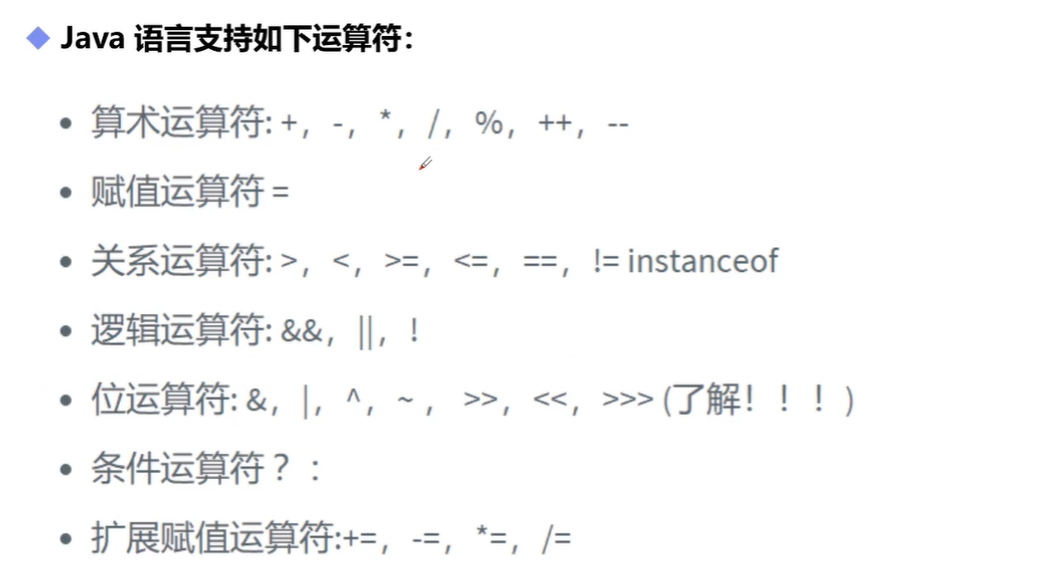 Java 语言支持如下运算符：
算术运算符: +，-，*，/，%，++，--
赋值运算符 =
关系运算符: >，<，>=，<=，==，!= instanceof
逻辑运算符: &&，||，!
位运算符: &，|，^，~ ， >>，<<，>>> (了解！！！)
条件运算符？：
扩展赋值运算符:+=，-=，*=，/=